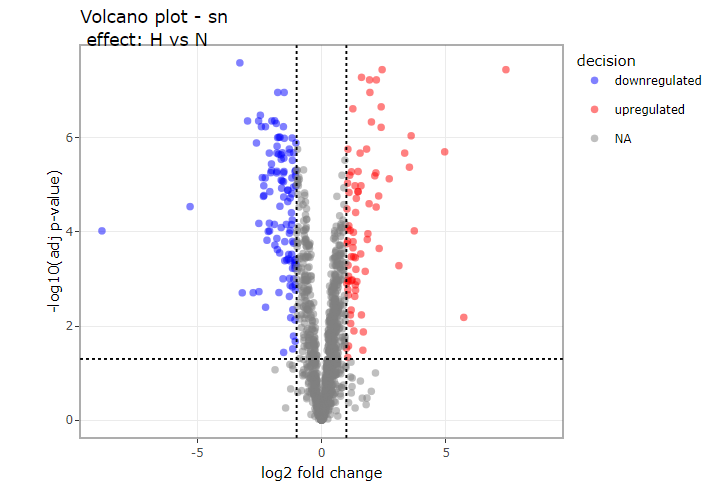 Volcano plot - sn
effect: H vs N
decision
downregulated
upregulated
NA
-log10(adj p-value)
6
4
2
0
-5
0
5
log2 fold change